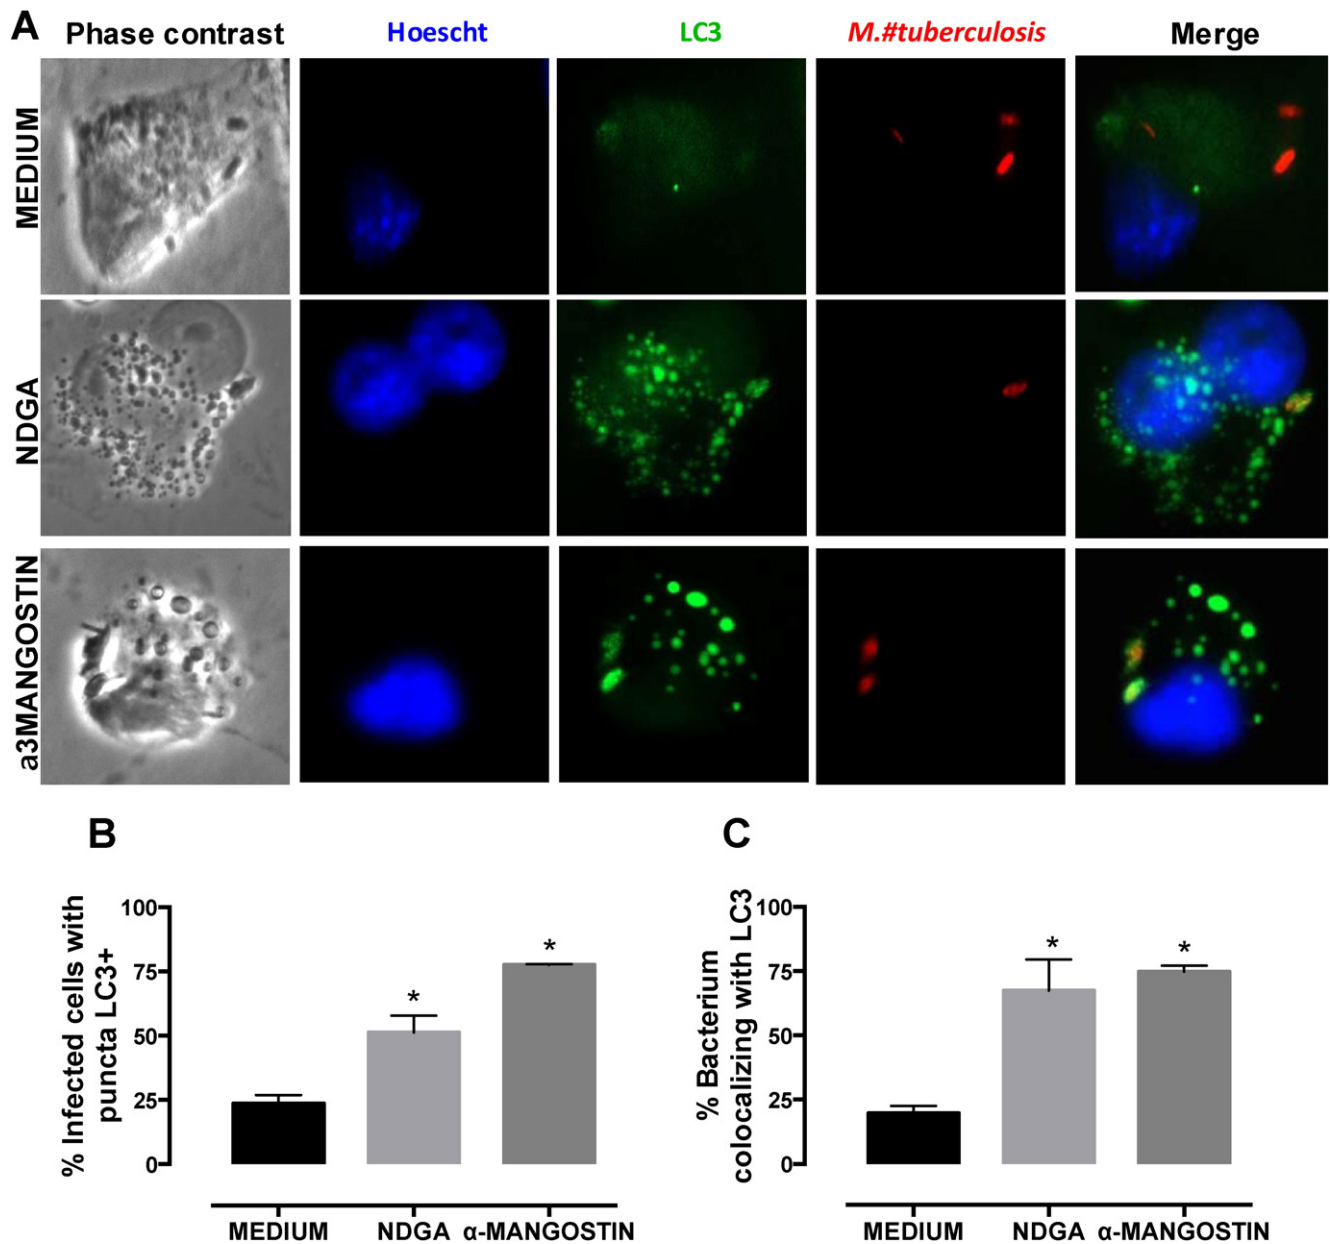 A
Phase contrast
Hoescht
LC3
M.#tuberculosis
Merge
MEDIUM
NDGA
a3MANGOSTIN
B
% Infected cells with
puncta LC3+
100
75
50
25
0
*
*
MEDIUM
NDGA
α-MANGOSTIN
C
% Bacterium
colocalizing with LC3
100
75
50
25
0
*
*
MEDIUM
NDGA
α-MANGOSTIN